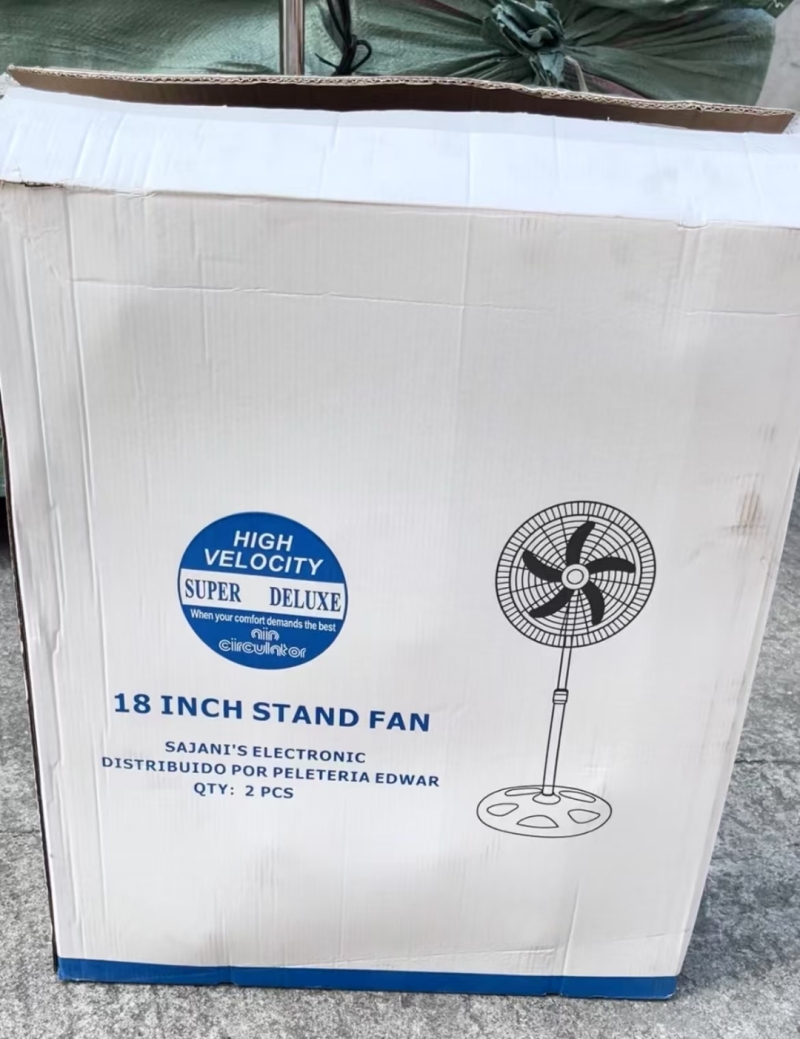 HIGH
VELOCITY
SUPER DELUXE
When your comfort demands the best
air
circulator
18 INCH STAND FAN
SAJANI'S ELECTRONIC
DISTRIBUIDO POR PELETERIA EDWAR
QTY: 2 PCS